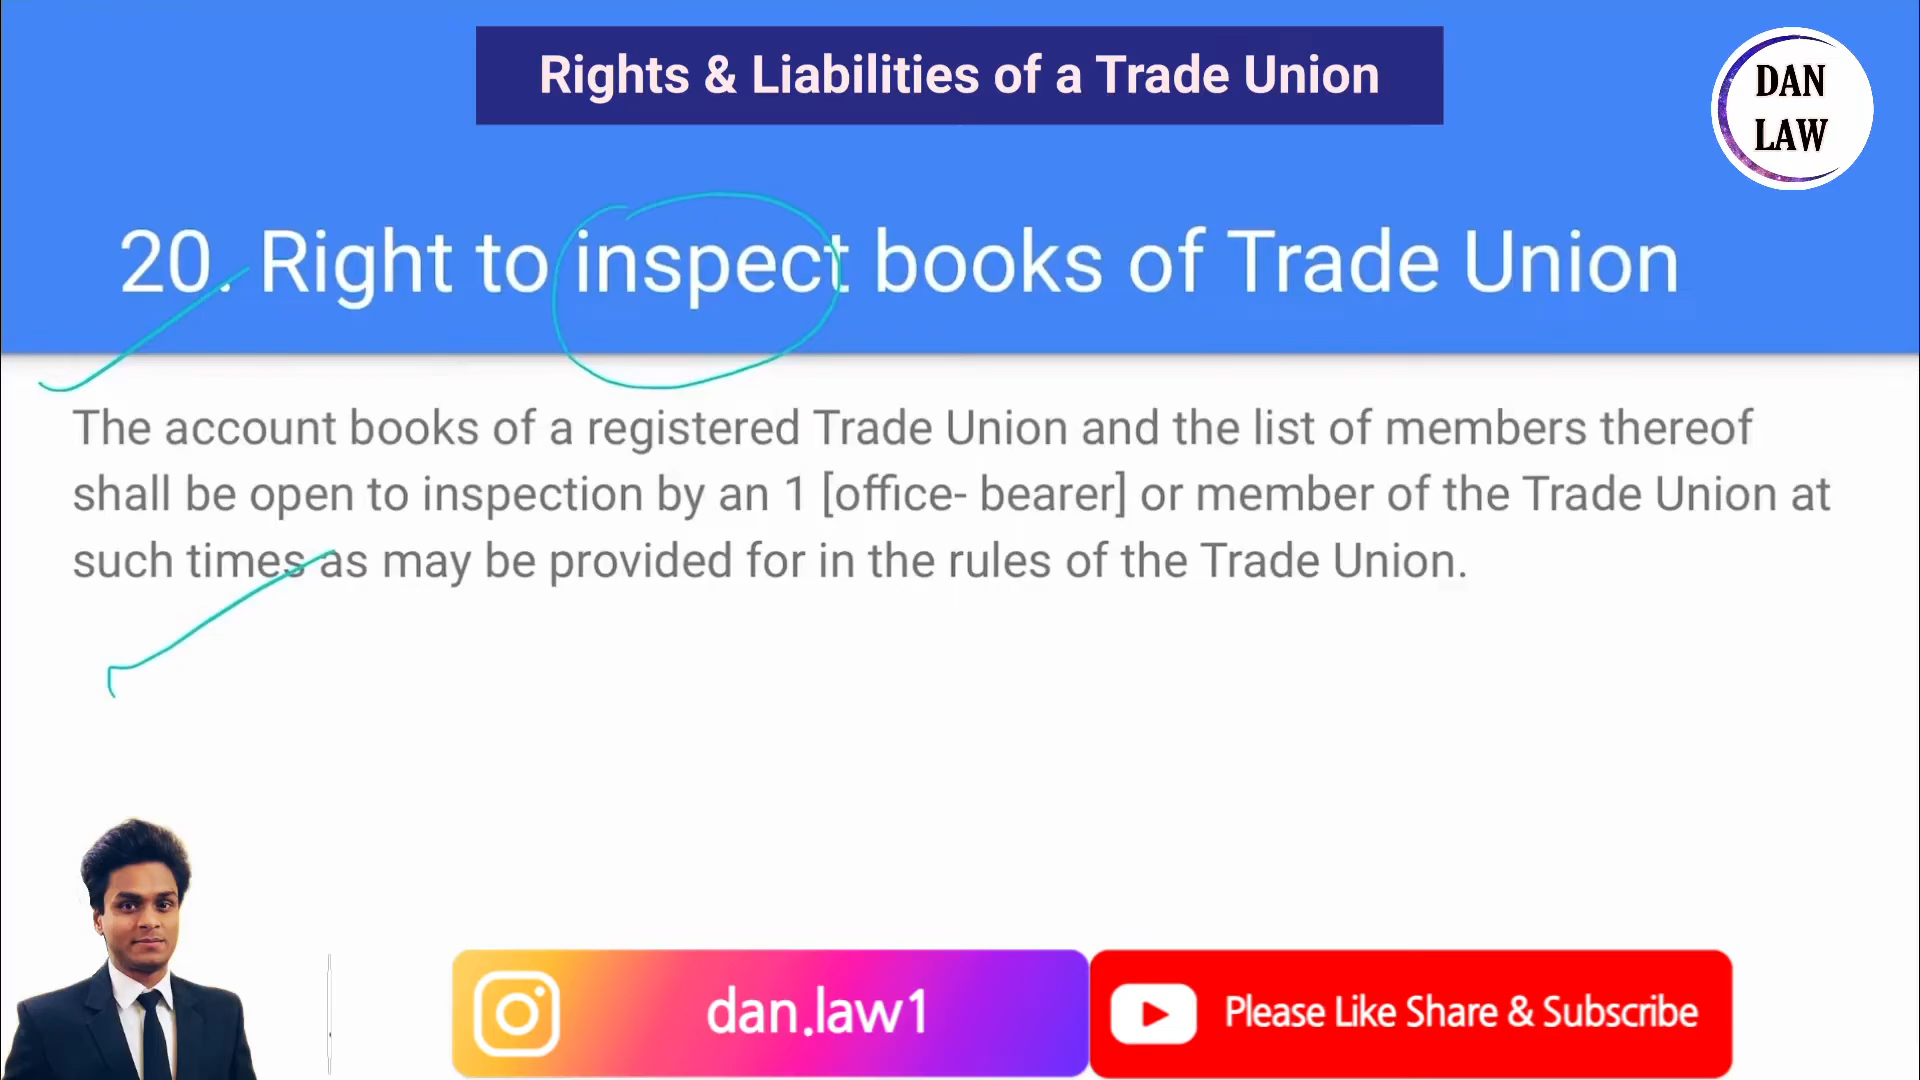 Rights & Liabilities of a Trade Union
DAN
LAW
20. Right to inspect books of Trade Union
The account books of a registered Trade Union and the list of members thereof
shall be open to inspection by an 1 [office- bearer] or member of the Trade Union at
such times as may be provided for in the rules of the Trade Union.
dan.law1
Please Like Share & Subscribe